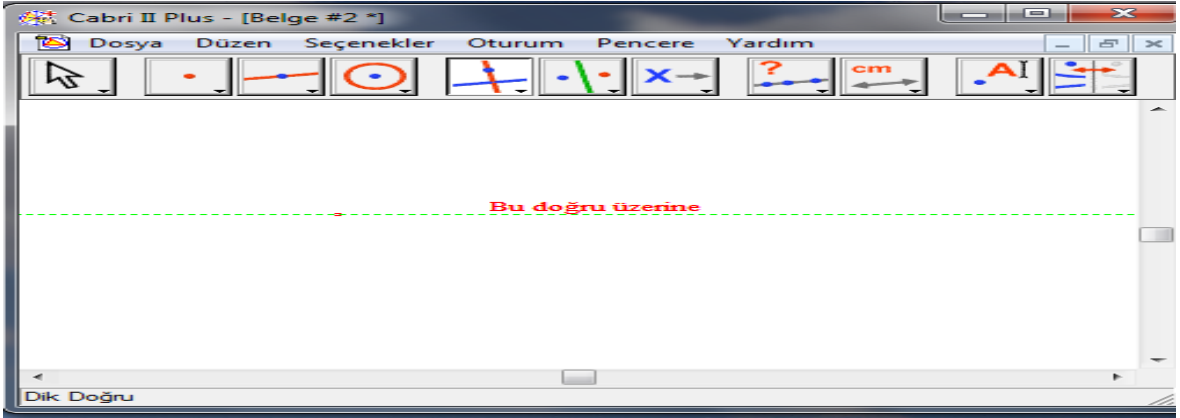 Cabri II Plus - [Belge #2 *]
Dosya Düzen Seçenekler Oturum Pencere Yardım
? cm A
Bu doğru üzerine
Dik Doğru